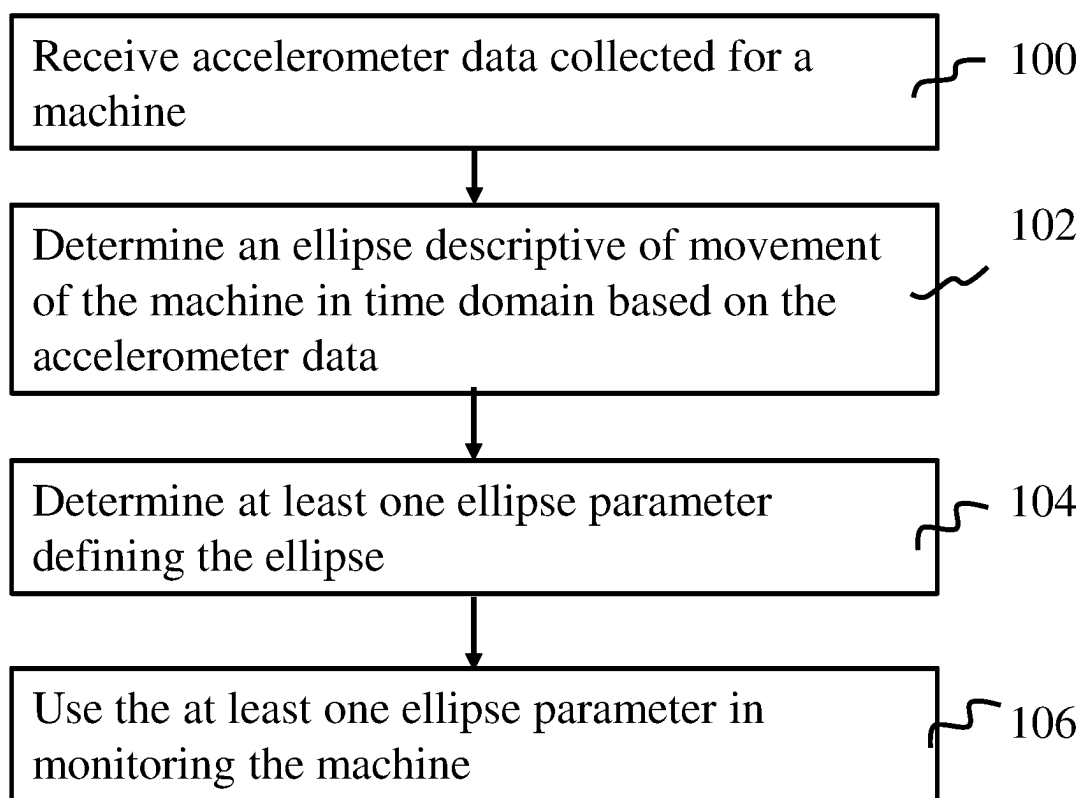 Receive accelerometer data collected for a
machine
100
Determine an ellipse descriptive of movement
of the machine in time domain based on the
accelerometer data
102
Determine at least one ellipse parameter
defining the ellipse
104
Use the at least one ellipse parameter in
monitoring the machine
106